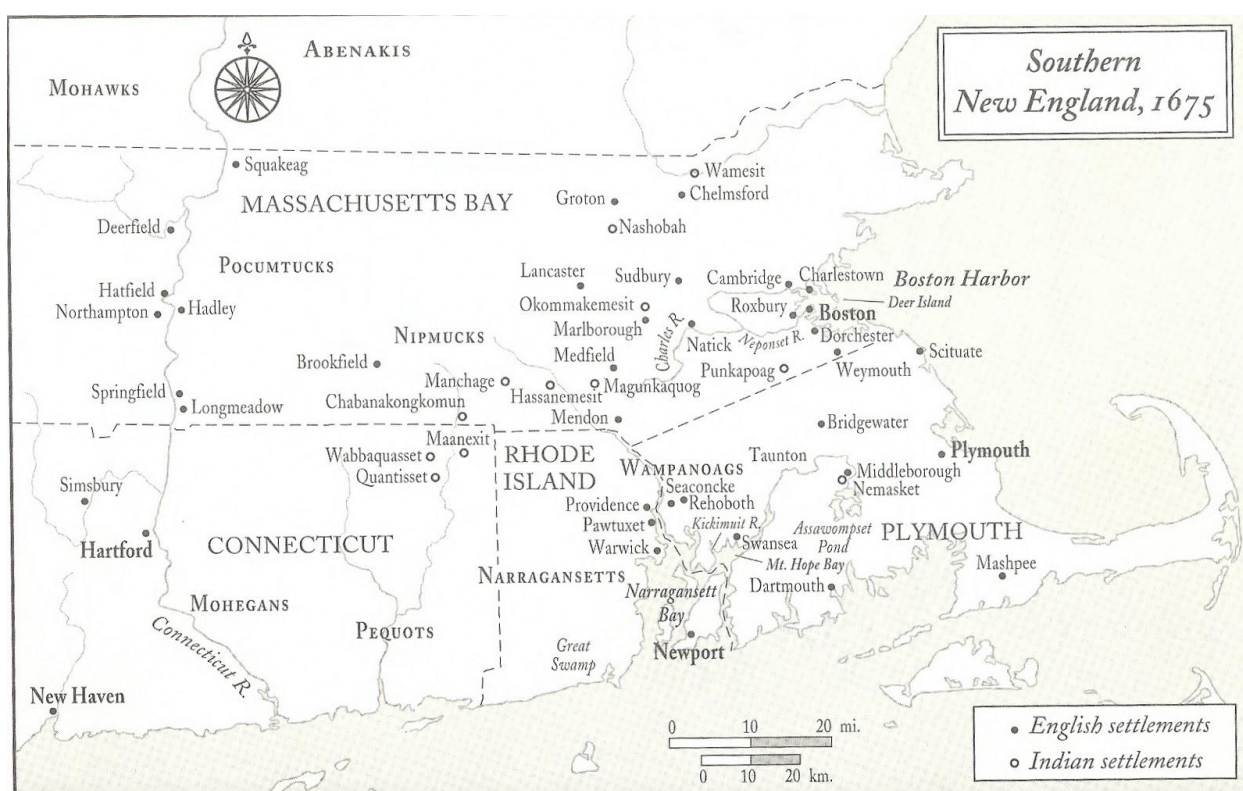 Southern
New England, 1675
ABENAKIS
MOHAWKS
Squakeag
Wamesit
Chelmsford
MASSACHUSETTS BAY
Groton
Nashobah
Deerfield
POCUMTUCKS
Lancaster
Sudbury
Cambridge
Charlestown
Boston Harbor
Deer Island
Hatfield
Northampton
Hadley
Okommakemesit
Marlborough
Roxbury
Boston
NIPMUCKS
Charles R.
Natick
Neponset R.
Dorchester
Brookfield
Medfield
Punkapoag
Weymouth
Scituate
Springfield
Longmeadow
Manchage
Hassanemesit
Magunkaquog
Chabanakongkomun
Mendon
Bridgewater
Maanexit
Wabbaquasset
Quantisset
RHODE
ISLAND
WAMPANOAGS
Taunton
Plymouth
Middleborough
Nemasket
Simsbury
Seaconcke
Rehoboth
Providence
Pawtuxet
Kickimuit R.
Assawompset
Pond
PLYMOUTH
Hartford
CONNECTICUT
Warwick
Swansea
Mt. Hope Bay
Mashpee
NARRAGANSETTS
Narragansett
Bay
Dartmouth
MOHEGANS
PEQUOTS
Connecticut R.
Great
Swamp
Newport
New Haven
0 10 20 mi.
0 10 20 km.
English settlements
Indian settlements